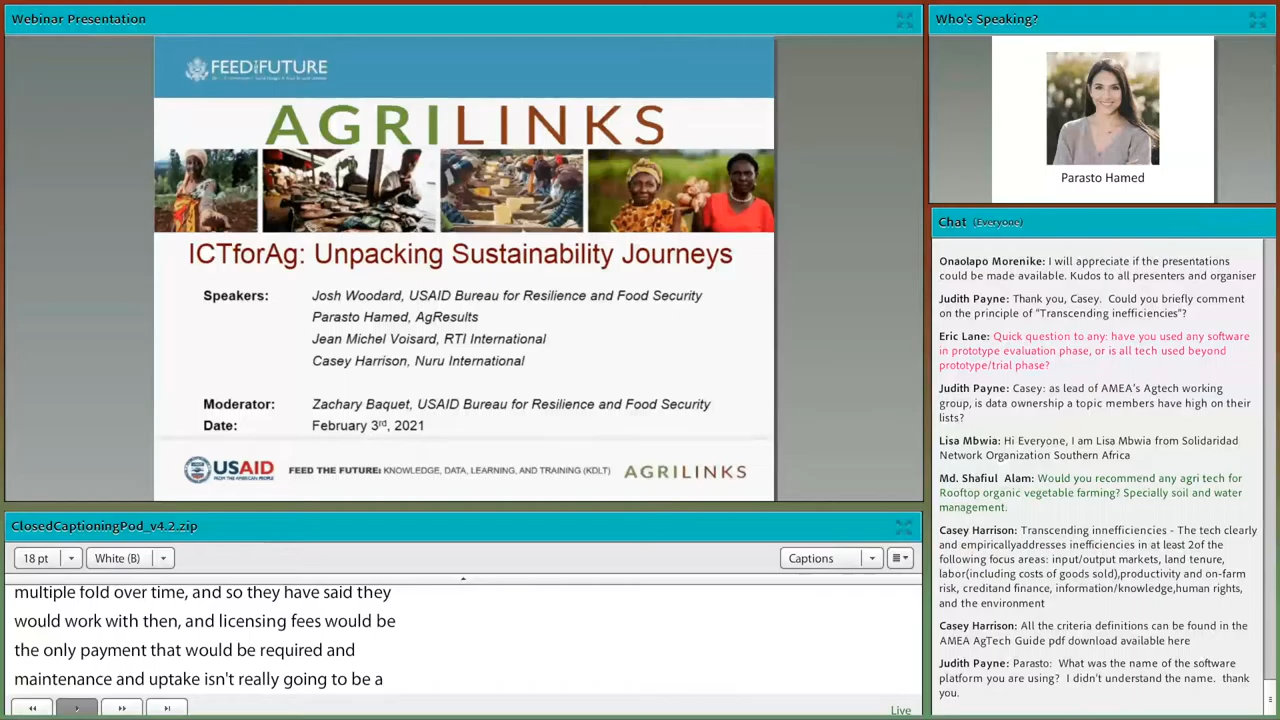 Webinar Presentation
FEED THE FUTURE
AGRILINKS
ICTforAg: Unpacking Sustainability Journeys
Speakers: Josh Woodard, USAID Bureau for Resilience and Food Security
Parasto Hamed, AgResults
Jean Michel Voisard, RTI International
Casey Harrison, Nuru International
Moderator: Zachary Baquet, USAID Bureau for Resilience and Food Security
Date: February 3rd, 2021
USAID
FROM THE AMERICAN PEOPLE
FEED THE FUTURE: KNOWLEDGE, DATA, LEARNING, AND TRAINING (KDLT)
AGRILINKS
ClosedCaptioningPod_v4.2.zip
18 pt
White (B)
Captions
multiple fold over time, and so they have said they
would work with then, and licensing fees would be
the only payment that would be required and
maintenance and uptake isn't really going to be a
Live
Who's Speaking?
Parasto Hamed
Chat (Everyone)
Onaolapo Morenike: I will appreciate if the presentations
could be made available. Kudos to all presenters and organiser
Judith Payne: Thank you, Casey. Could you briefly comment
on the principle of "Transcending inefficiencies"?
Eric Lane: Quick question to any: have you used any software
in prototype evaluation phase, or is all tech used beyond
prototype/trial phase?
Judith Payne: Casey: as lead of AMEA's Agtech working
group, is data ownership a topic members have high on their
lists?
Lisa Mbwia: Hi Everyone, I am Lisa Mbwia from Solidaridad
Network Organization Southern Africa
Md. Shafiul Alam: Would you recommend any agri tech for
Rooftop organic vegetable farming? Specially soil and water
management.
Casey Harrison: Transcending innefficiencies - The tech clearly
and empiricallyaddresses inefficiencies in at least 2of the
following focus areas: input/output markets, land tenure,
labor(including costs of goods sold),productivity and on-farm
risk, creditand finance, information/knowledge,human rights,
and the environment
Casey Harrison: All the criteria definitions can be found in the
AMEA AgTech Guide pdf download available here
Judith Payne: Parasto: What was the name of the software
platform you are using? I didn't understand the name. thank
you.